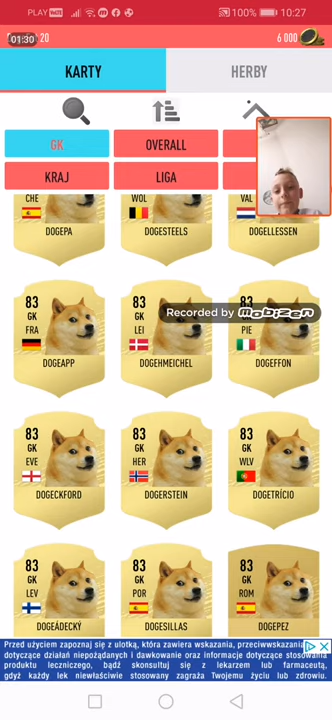 PLAY 100% 10:27
01:30 20 6 000
KARTY HERBY
GK OVERALL
KRAJ LIGA
CHE WOL VAL
DOGEPA DOGESTEELS DOGELLESSEN
83 83 83
GK GK GK
FRA LEI PIE
Recorded by mobizen
DOGEAPP DOGEHMEICHEL DOGEFFON
83 83 83
GK GK GK
EVE HER WLV
DOGECKFORD DOGERSTEIN DOGETRÍCIO
83 83 83
GK GK GK
LEV POR ROM
DOGEÁDECKÝ DOGESILLAS DOGEPEZ
Przed użyciem zapoznaj się z ulotką, która zawiera wskazania, przeciwwskazania,
dotyczące działań niepożądanych i dawkowanie oraz informacje dotyczące stosowania
produktu leczniczego, bądź skonsultuj się z lekarzem lub farmaceutą,
gdyż każdy lek niewłaściwie stosowany zagraża Twojemu życiu lub zdrowiu.